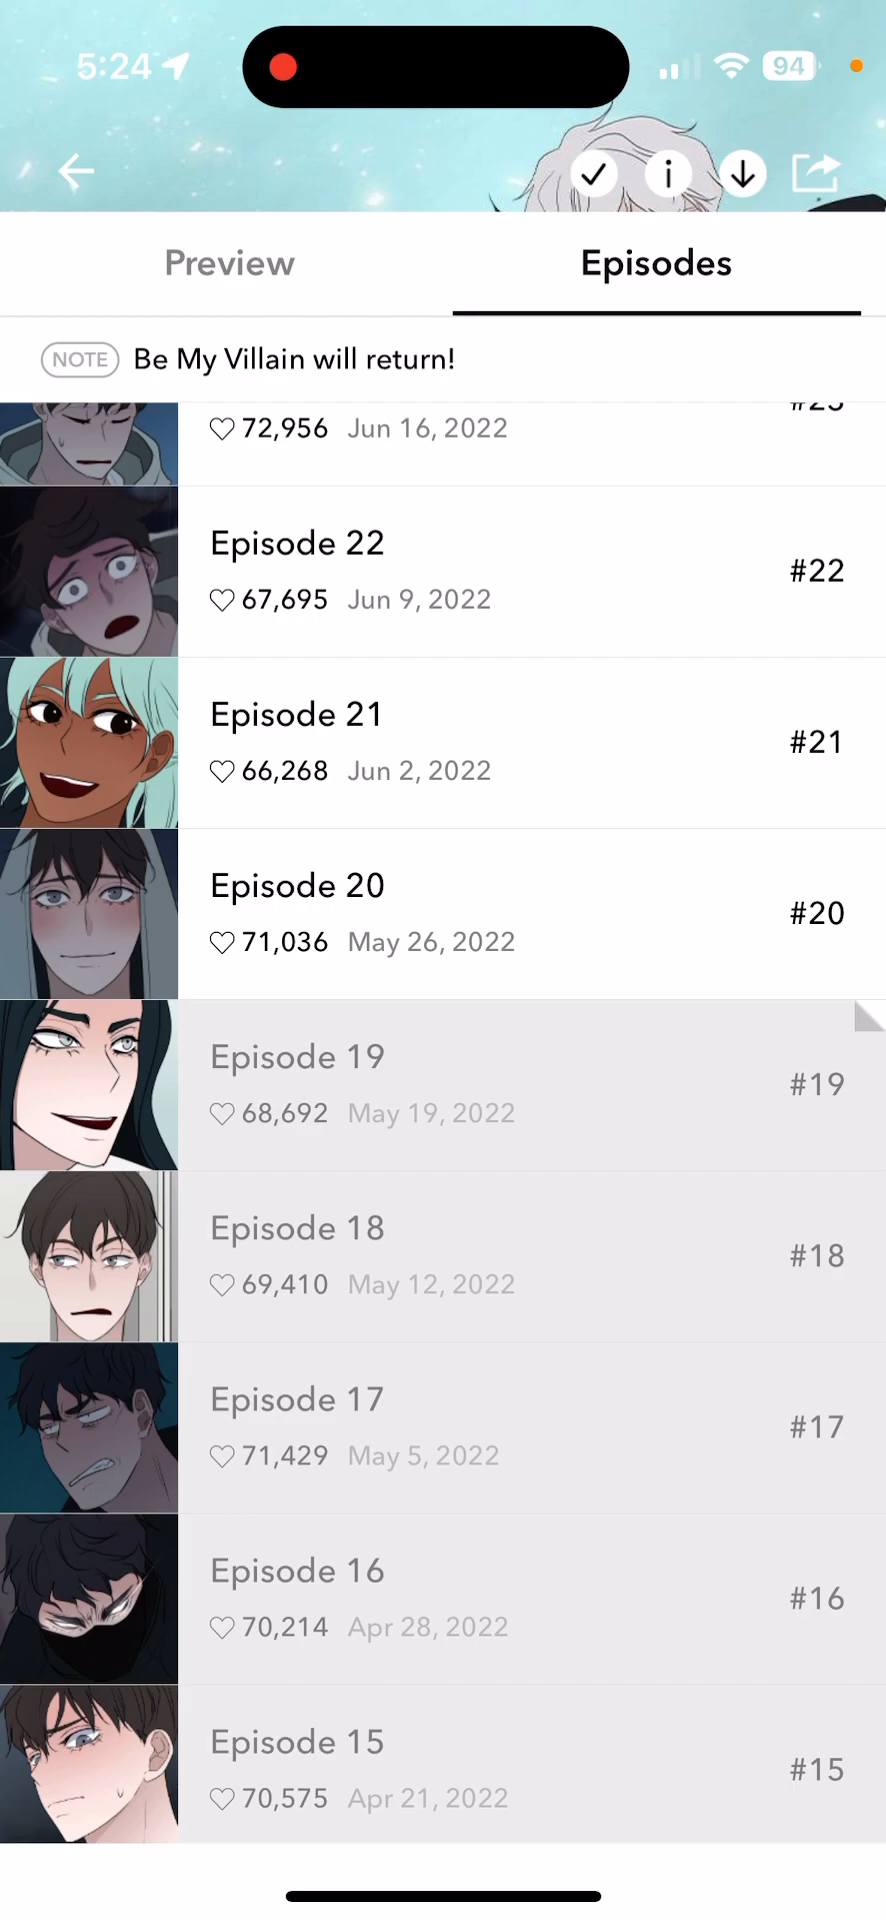 5:24
94
Preview
Episodes
NOTE Be My Villain will return!
72,956 Jun 16, 2022
#23
Episode 22
67,695 Jun 9, 2022
#22
Episode 21
66,268 Jun 2, 2022
#21
Episode 20
71,036 May 26, 2022
#20
Episode 19
68,692 May 19, 2022
#19
Episode 18
69,410 May 12, 2022
#18
Episode 17
71,429 May 5, 2022
#17
Episode 16
70,214 Apr 28, 2022
#16
Episode 15
70,575 Apr 21, 2022
#15